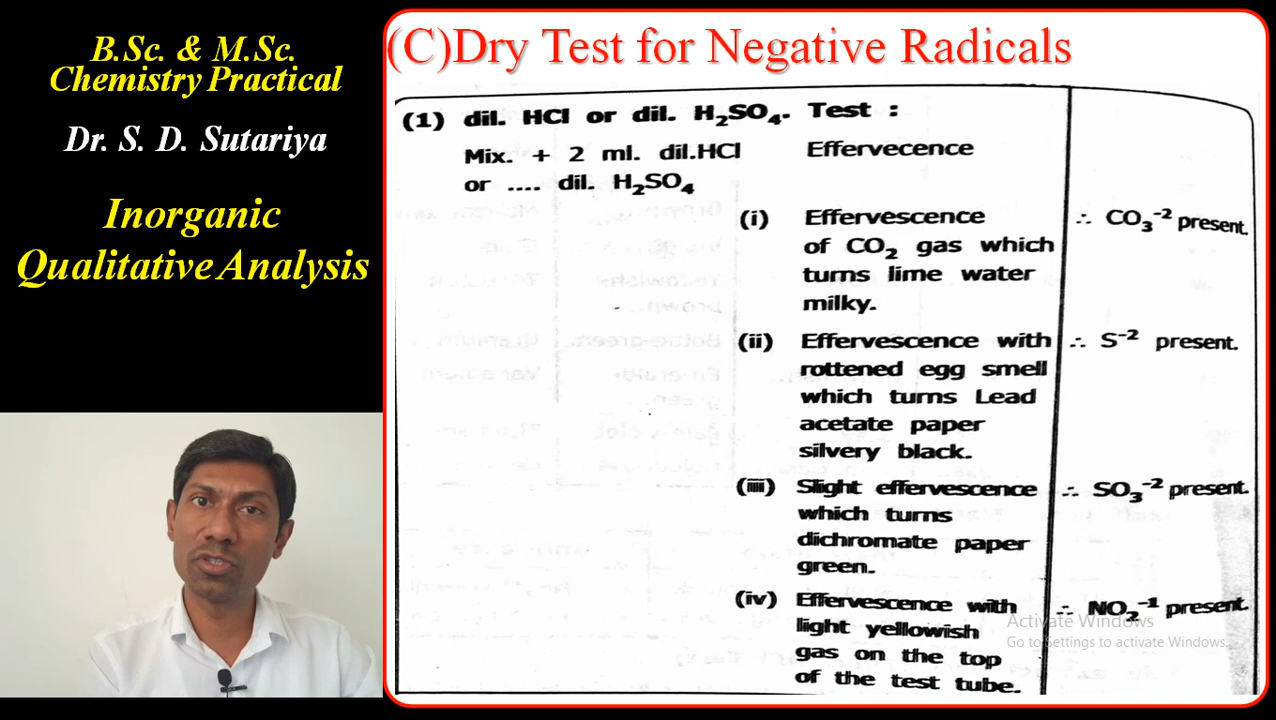 B.Sc. & M.Sc.
Chemistry Practical
Dr. S. D. Sutariya
Inorganic
Qualitative Analysis
(C)Dry Test for Negative Radicals
(1) dil. HCl or dil. H₂SO₄. Test :
Mix. + 2 ml. dil.HCl Effervecence
or .... dil. H₂SO₄
(i) Effervescence ∴ CO₃⁻² present.
of CO₂ gas which
turns lime water
milky.
(ii) Effervescence with ∴ S⁻² present.
rottened egg smell
which turns Lead
acetate paper
silvery black.
(iii) Slight effervescence ∴ SO₃⁻² present.
which turns
dichromate paper
green.
(iv) Effervescence with ∴ NO₂⁻¹ present.
light yellowish
gas on the top
of the test tube.
Activate Windows
Go to Settings to activate Windows.